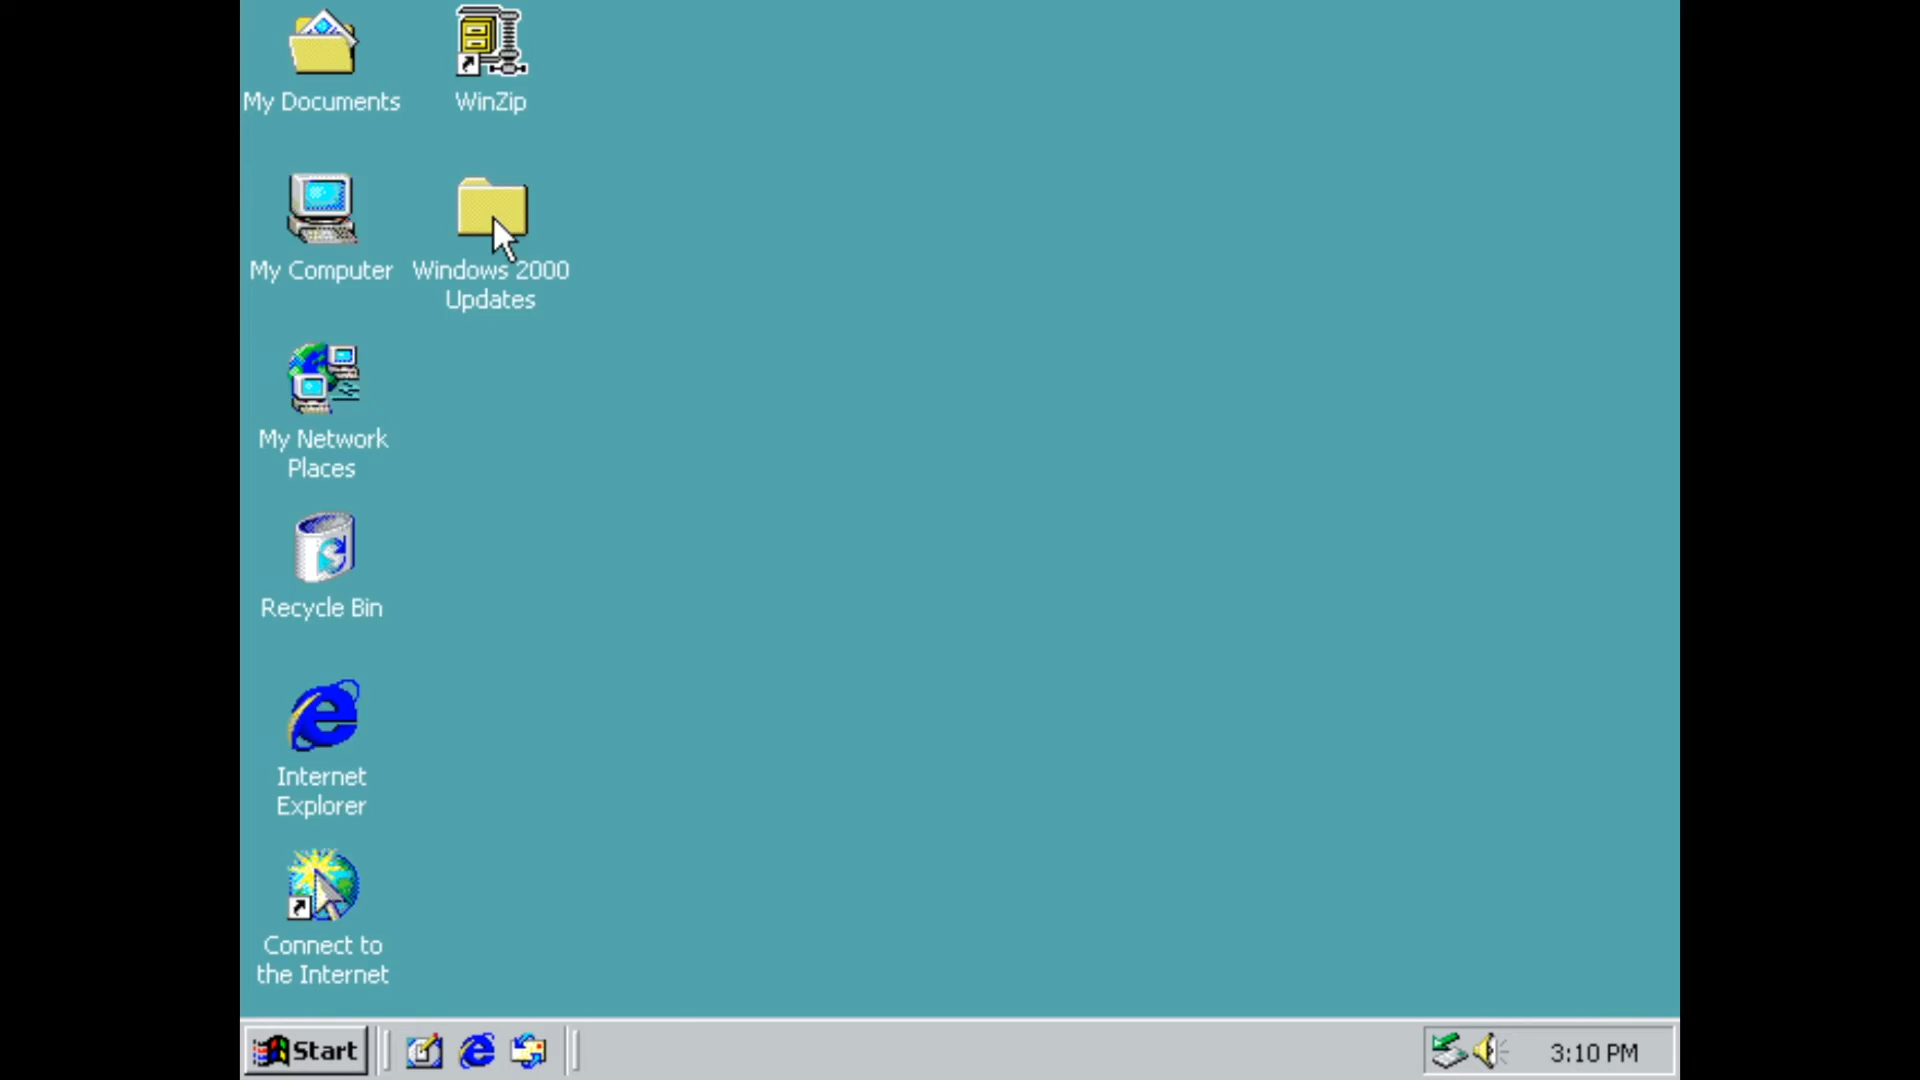 My Documents
WinZip
My Computer
Windows 2000
Updates
My Network
Places
Recycle Bin
Internet
Explorer
Connect to
the Internet
Start
3:10 PM